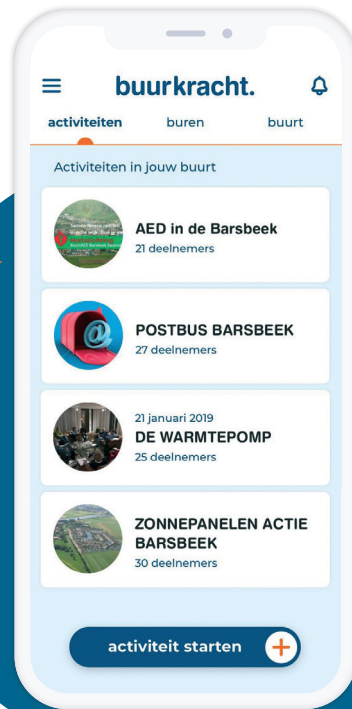 buurkracht.
activiteiten buren buurt
Activiteiten in jouw buurt
AED in de Barsbeek
21 deelnemers
@
POSTBUS BARSBEEK
27 deelnemers
21 januari 2019
DE WARMTEPOMP
25 deelnemers
ZONNEPANELEN ACTIE
BARSBEEK
30 deelnemers
activiteit starten +